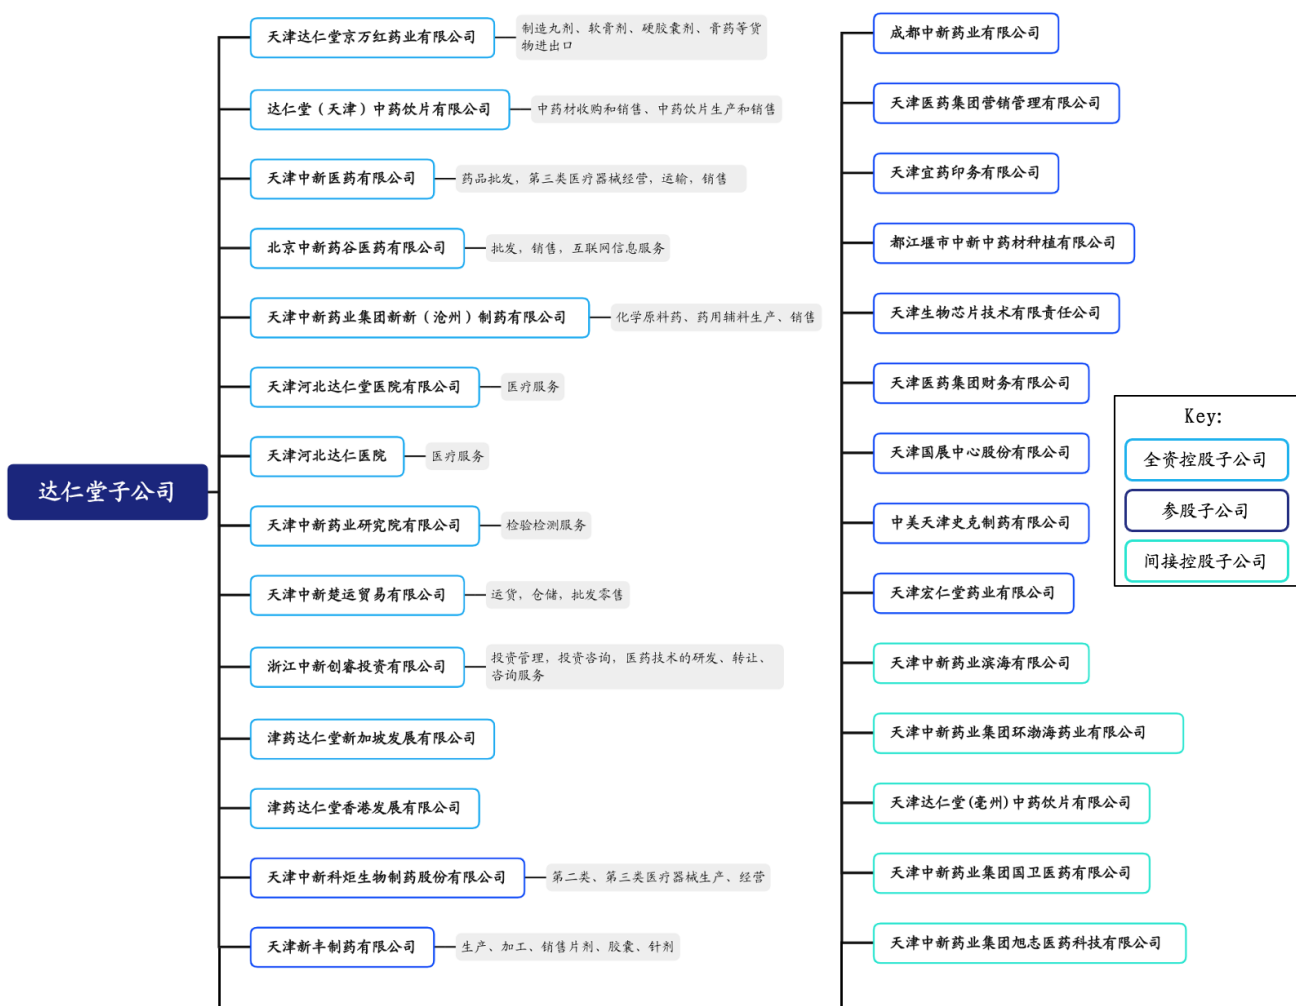 达仁堂子公司
天津达仁堂京万红药业有限公司
制造丸剂、软膏剂、硬胶囊剂、膏药等货
物进出口
达仁堂（天津）中药饮片有限公司
中药材收购和销售、中药饮片生产和销售
天津中新医药有限公司
药品批发，第三类医疗器械经营，运输，销售
北京中新药谷医药有限公司
批发，销售，互联网信息服务
天津中新药业集团新新（沧州）制药有限公司
化学原料药、药用辅料生产、销售
天津河北达仁堂医院有限公司
医疗服务
天津河北达仁医院
医疗服务
天津中新药业研究院有限公司
检验检测服务
天津中新楚运贸易有限公司
运货，仓储，批发零售
浙江中新创睿投资有限公司
投资管理，投资咨询，医药技术的研发、转让、
咨询服务
津药达仁堂新加坡发展有限公司
津药达仁堂香港发展有限公司
天津中新科炬生物制药股份有限公司
第二类、第三类医疗器械生产、经营
天津新丰制药有限公司
生产、加工、销售片剂、胶囊、针剂
成都中新药业有限公司
天津医药集团营销管理有限公司
天津宜药印务有限公司
都江堰市中新中药材种植有限公司
天津生物芯片技术有限责任公司
天津医药集团财务有限公司
天津国展中心股份有限公司
中美天津史克制药有限公司
天津宏仁堂药业有限公司
天津中新药业滨海有限公司
天津中新药业集团环渤海药业有限公司
天津达仁堂(亳州)中药饮片有限公司
天津中新药业集团国卫医药有限公司
天津中新药业集团旭志医药科技有限公司
Key:
全资控股子公司
参股子公司
间接控股子公司